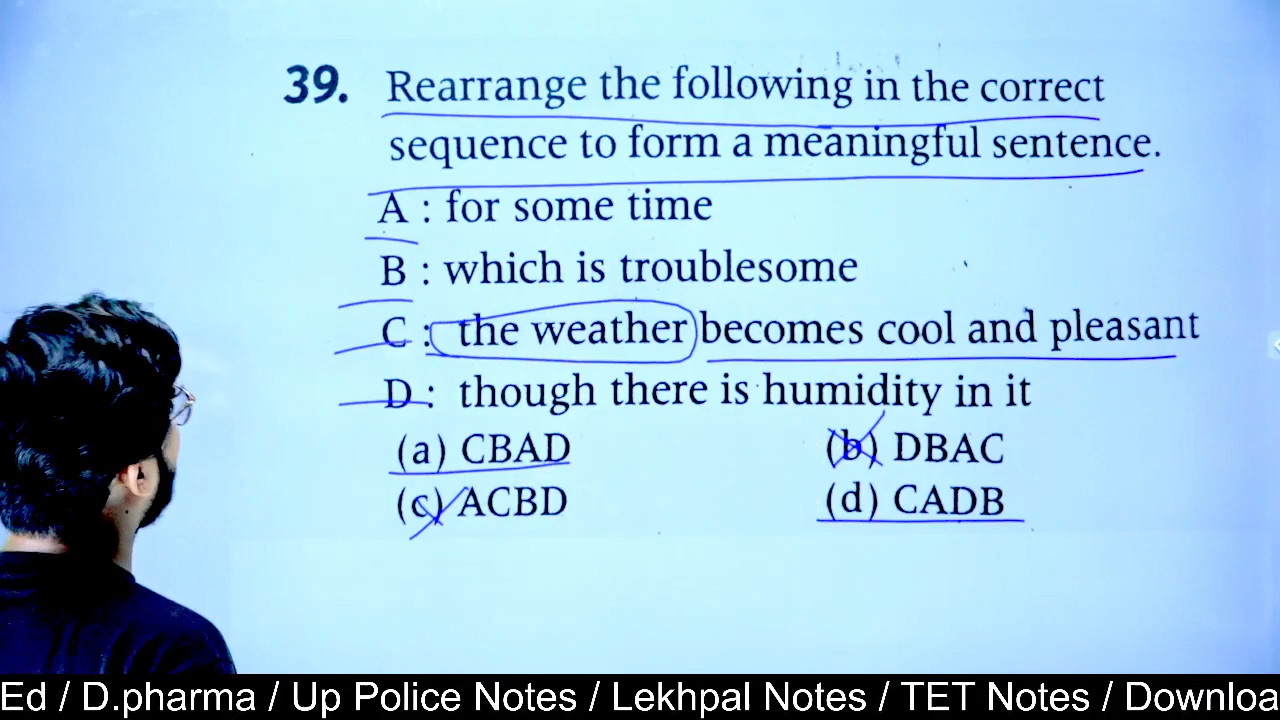 39. Rearrange the following in the correct
sequence to form a meaningful sentence.
A : for some time
B : which is troublesome
C : the weather becomes cool and pleasant
D : though there is humidity in it
(a) CBAD (b) DBAC
(c) ACBD (d) CADB
Ed / D.pharma / Up Police Notes / Lekhpal Notes / TET Notes / Downloa